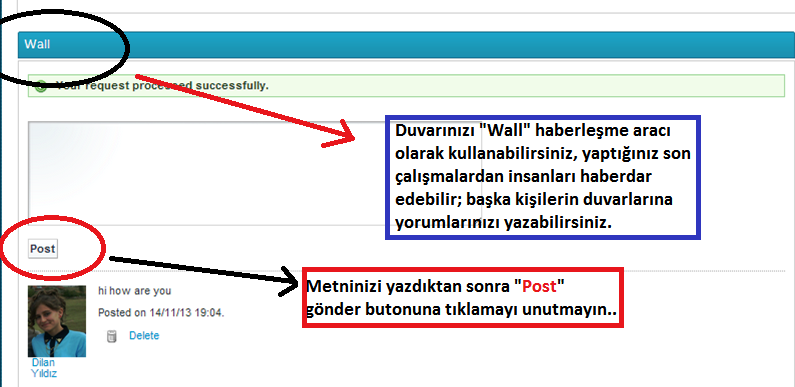 Wall
Your request processed successfully.
Duvarınızı "Wall" haberleşme aracı
olarak kullanabilirsiniz, yaptığınız son
çalışmalardan insanları haberdar
edebilir; başka kişilerin duvarlarına
yorumlarınızı yazabilirsiniz.
Post
Metninizi yazdıktan sonra "Post"
gönder butonuna tıklamayı unutmayın..
hi how are you
Posted on 14/11/13 19:04.
Delete
Dilan
Yıldız